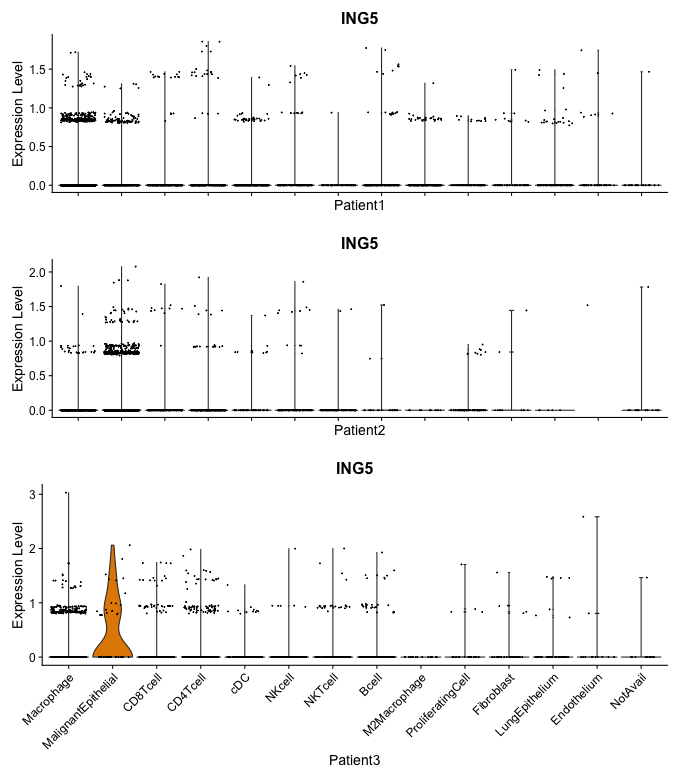 ING5
Expression Level
1.5
1.0
0.5
0.0
Patient1
ING5
Expression Level
2.0
1.5
1.0
0.5
0.0
Patient2
ING5
Expression Level
3
2
1
0
Macrophage
MalignantEpithelial
CD8Tcell
CD4Tcell
cDC
NKcell
NKTcell
Bcell
M2Macrophage
ProliferatingCell
Fibroblast
LungEpithelium
Endothelium
NotAvail
Patient3